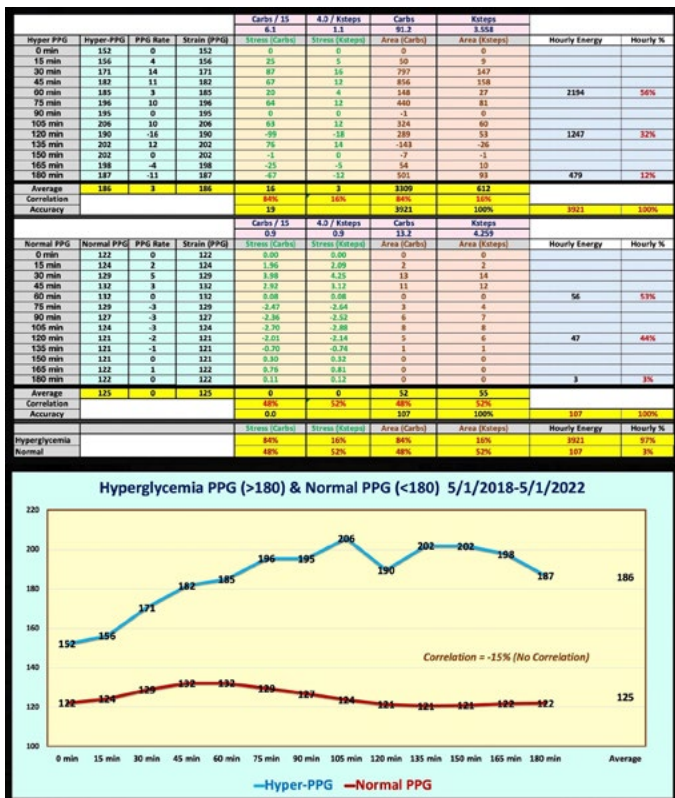 Carbs / 15 4.0 / Ksteps Carbs Ksteps
6.1 1.1 91.2 3.558
Hyper PPG Hyper-PPG PPG Rate Strain (PPG) Stress (Carbs) Stress (Ksteps) Area (Carbs) Area (Ksteps) Hourly Energy Hourly %
0 min 152 0 152 0 0 0 0
15 min 156 4 156 25 5 50 9
30 min 171 14 171 87 16 797 147
45 min 182 11 182 67 12 856 158
60 min 185 3 185 20 4 148 27 2194 56%
75 min 196 10 196 64 12 440 81
90 min 195 0 195 0 0 -1 0
105 min 206 10 206 63 12 324 60
120 min 190 -16 190 -99 -18 289 53 1247 32%
135 min 202 12 202 76 14 -143 -26
150 min 202 0 202 -1 0 -7 -1
165 min 198 -4 198 -25 -5 54 10
180 min 187 -11 187 -67 -12 501 93 479 12%
Average 186 3 186 16 3 3309 612
Correlation 84% 16% 84% 16%
Accuracy 19 3921 100% 3921 100%
Carbs / 15 4.0 / Ksteps Carbs Ksteps
0.9 0.9 13.2 4.259
Normal PPG Normal PPG PPG Rate Strain (PPG) Stress (Carbs) Stress (Ksteps) Area (Carbs) Area (Ksteps) Hourly Energy Hourly %
0 min 122 0 122 0.00 0.00 0 0
15 min 124 2 124 1.96 2.09 2 2
30 min 129 5 129 3.98 4.25 13 14
45 min 132 3 132 2.92 3.12 11 12
60 min 132 0 132 0.08 0.08 0 0 56 53%
75 min 129 -3 129 -2.47 -2.64 3 4
90 min 127 -3 127 -2.36 -2.52 6 7
105 min 124 -3 124 -2.70 -2.88 8 8
120 min 121 -2 121 -2.01 -2.14 5 6 47 44%
135 min 121 -1 121 -0.70 -0.74 1 1
150 min 121 0 121 0.30 0.32 0 0
165 min 122 1 122 0.76 0.81 0 0
180 min 122 0 122 0.11 0.12 0 0 3 3%
Average 125 0 125 0 0 52 55
Correlation 48% 52% 48% 52%
Accuracy 0.0 107 100% 107 100%
Stress (Carbs) Stress (Ksteps) Area (Carbs) Area (Ksteps) Hourly Energy Hourly %
Hyperglycemia 84% 16% 84% 16% 3921 97%
Normal 48% 52% 48% 52% 107 3%
Hyperglycemia PPG (>180) & Normal PPG (<180) 5/1/2018-5/1/2022
220
200
180
160
140
120
100
152 156 171 182 185 196 195 206 190 202 202 198 187 186
Correlation = -15% (No Correlation)
122 124 129 132 132 129 127 124 121 121 121 122 122 125
0 min 15 min 30 min 45 min 60 min 75 min 90 min 105 min 120 min 135 min 150 min 165 min 180 min Average
Hyper-PPG Normal PPG